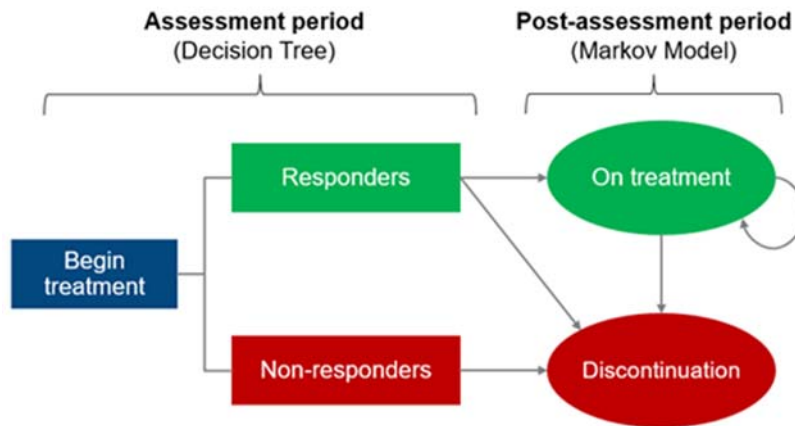 Assessment period
(Decision Tree)
Post-assessment period
(Markov Model)
Responders
On treatment
Begin
treatment
Non-responders
Discontinuation